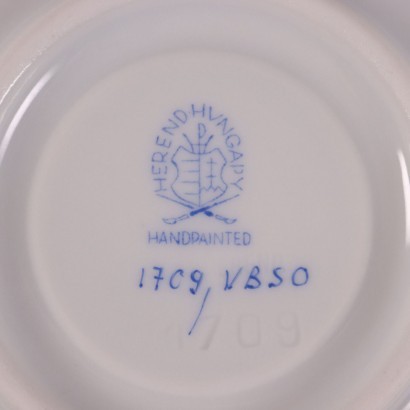 HEREND HUNGARY
HANDPAINTED
1709/VBSO
1709